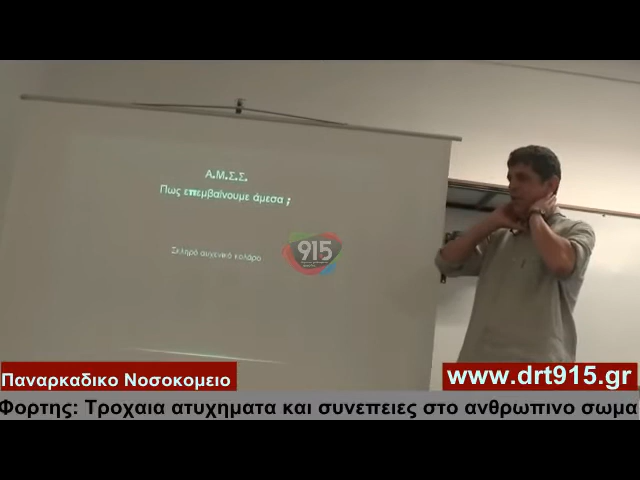 Α.Μ.Σ.Σ.
Πως επεμβαίνουμε άμεσα ;
915
Σκληρό αυχενικό κολάρο
Παναρκαδικο Νοσοκομειο
www.drt915.gr
Φορτης: Τροχαια ατυχηματα και συνεπειες στο ανθρωπινο σωμα